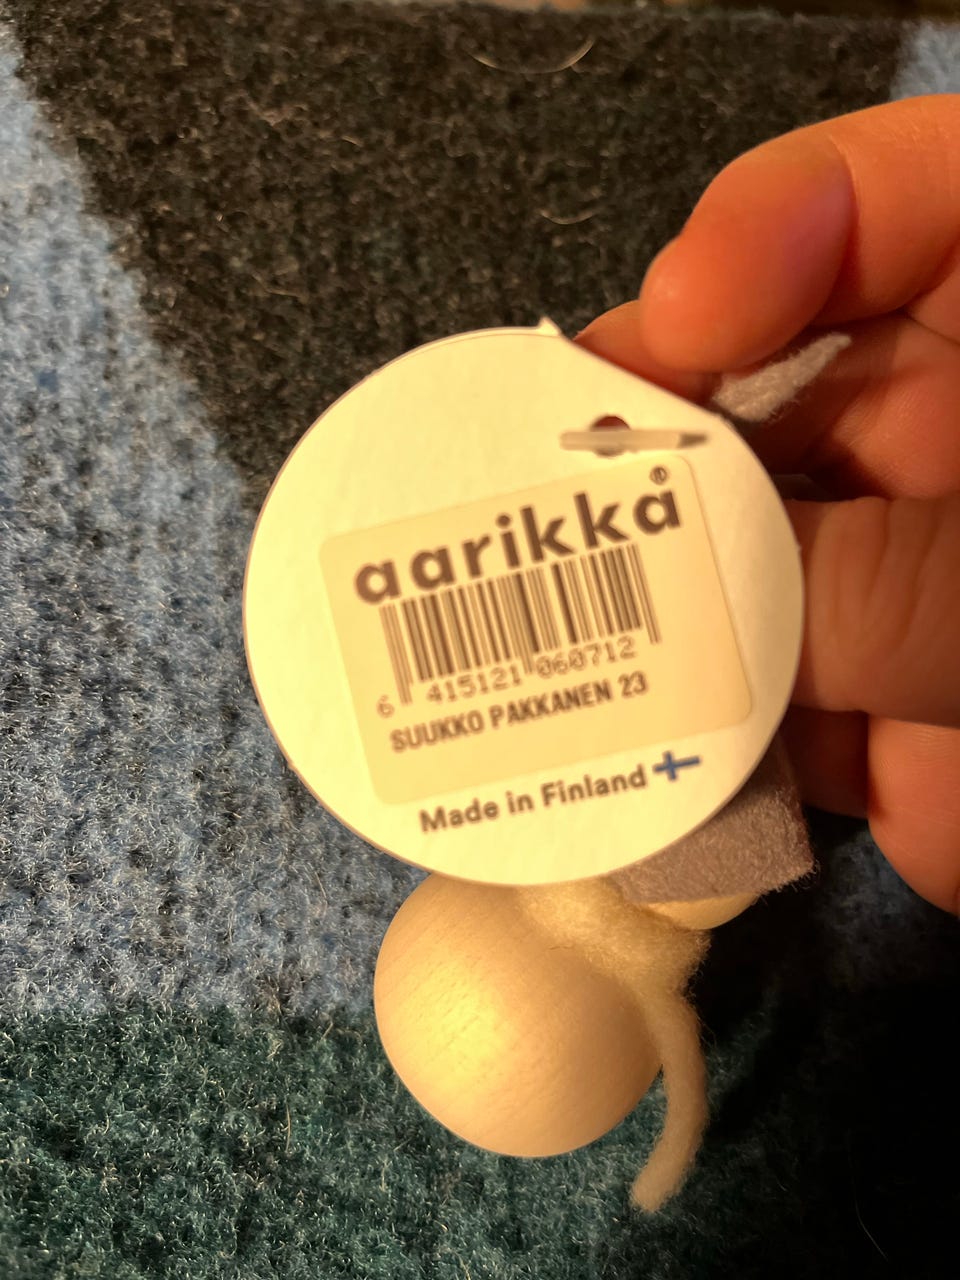 aarikka®
6 415121 060712
SUUKKO PAKKANEN 23
Made in Finland